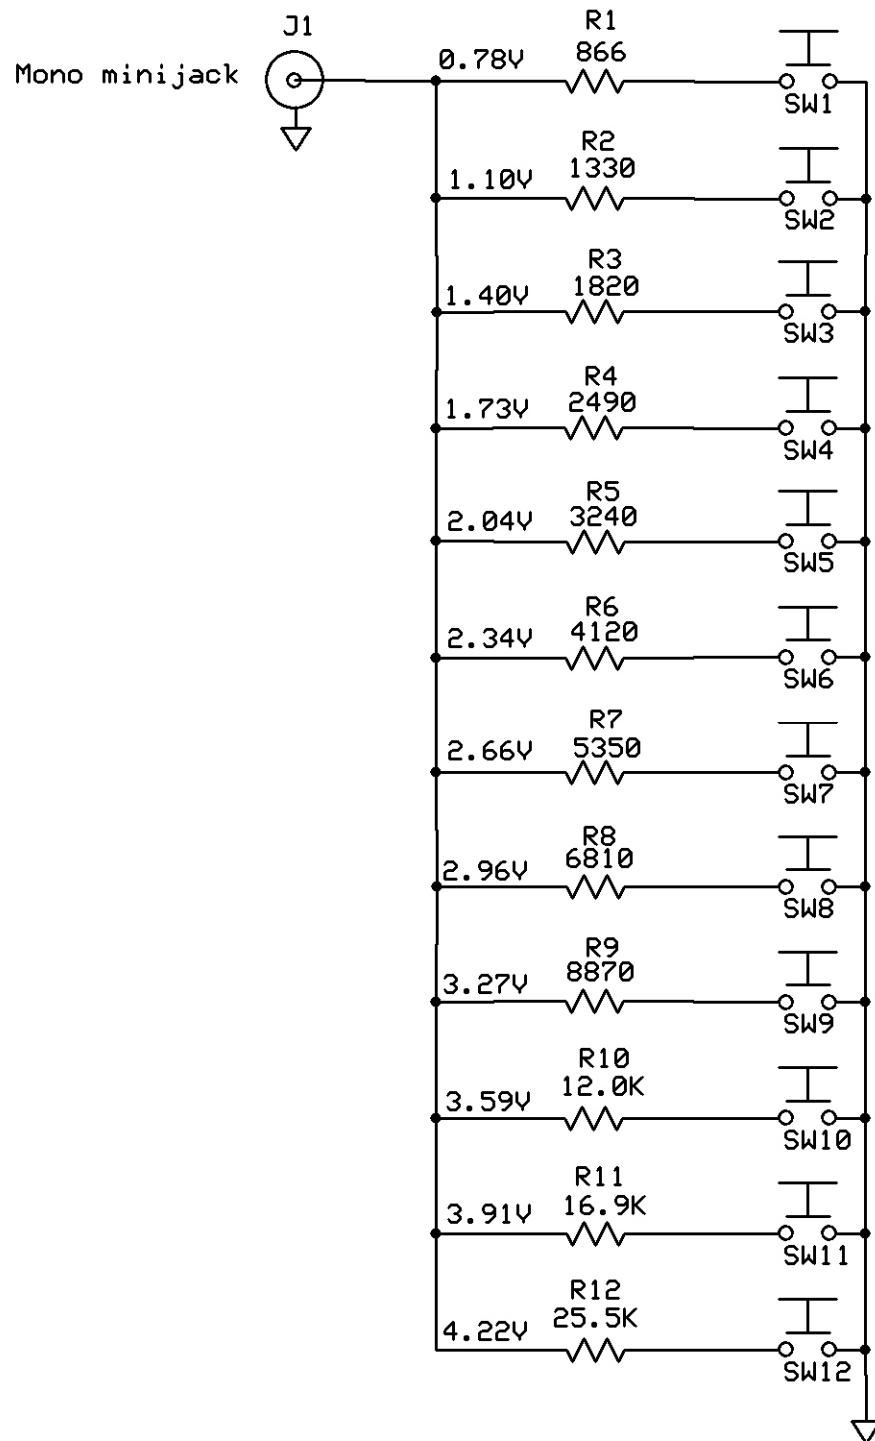 J1
Mono minijack
R1
0.78V
866
SW1
R2
1330
1.10V
SW2
R3
1820
1.40V
SW3
R4
2490
1.73V
SW4
R5
3240
2.04V
SW5
R6
4120
2.34V
SW6
R7
5350
2.66V
SW7
R8
6810
2.96V
SW8
R9
8870
3.27V
SW9
R10
12.0K
3.59V
SW10
R11
16.9K
3.91V
SW11
R12
25.5K
4.22V
SW12